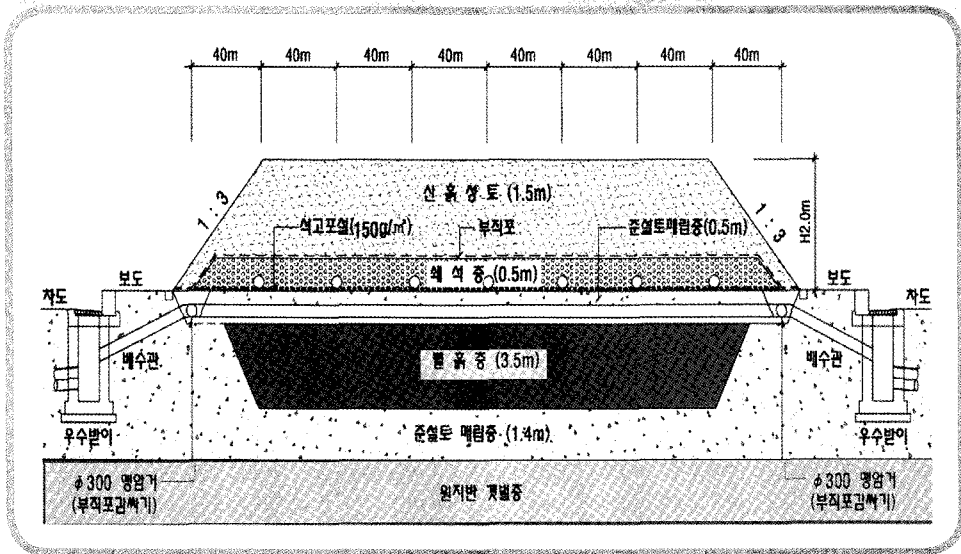 40m 40m 40m 40m 40m 40m 40m 40m
산 흙 성 토 (1.5m)
1 : 3
1 : 3
H2.0m
석고포설(150g/㎡)
부직포
준설토매립층(0.5m)
쇄 석 층 (0.5m)
보도
보도
차도
차도
배수관
배수관
뻘 흙 층 (3.5m)
준설토 매립층 (1.4m)
우수받이
우수받이
ϕ300 맹암거
(부직포감싸기)
원지반 갯벌층
ϕ300 맹암거
(부직포감싸기)